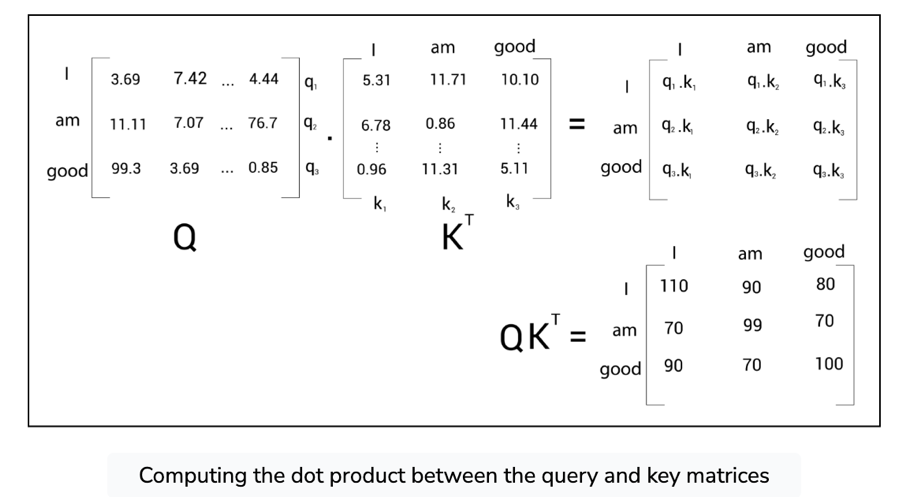 I am good
I am good
I 3.69 7.42 ... 4.44 q₁ . 5.31 11.71 10.10 = I q₁.k₁ q₁.k₂ q₁.k₃
am 11.11 7.07 ... 76.7 q₂ 6.78 0.86 11.44 am q₂.k₁ q₂.k₂ q₂.k₃
⋮ ⋮ ⋮
good 99.3 3.69 ... 0.85 q₃ 0.96 11.31 5.11 good q₃.k₁ q₃.k₂ q₃.k₃
k₁ k₂ k₃
Q Kᵀ
I am good
I 110 90 80
QKᵀ = am 70 99 70
good 90 70 100
Computing the dot product between the query and key matrices